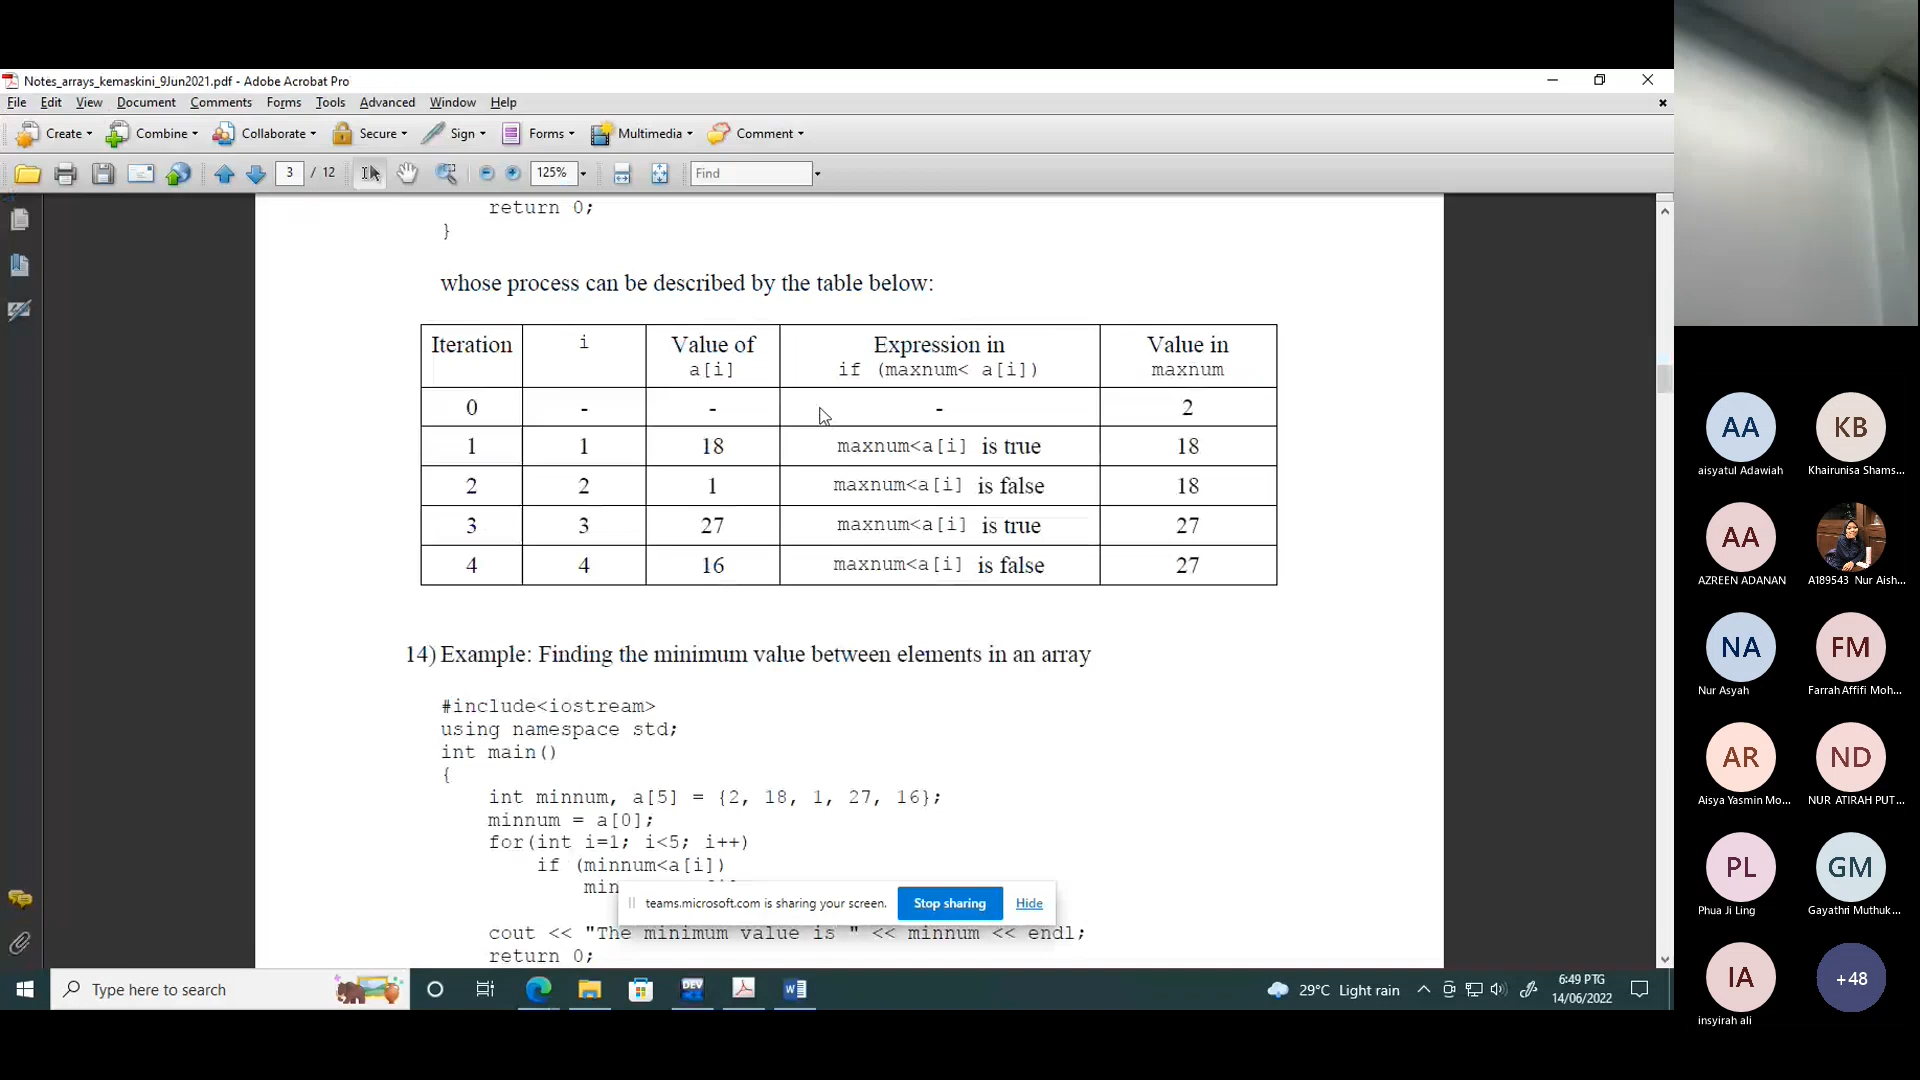 Notes_arrays_kemaskini_9Jun2021.pdf - Adobe Acrobat Pro
File Edit View Document Comments Forms Tools Advanced Window Help
Create Combine Collaborate Secure Sign Forms Multimedia Comment
3 / 12 125% Find
return 0;
}
whose process can be described by the table below:
Iteration i Value of a[i] Expression in if (maxnum< a[i]) Value in maxnum
0 - - - 2
1 1 18 maxnum<a[i] is true 18
2 2 1 maxnum<a[i] is false 18
3 3 27 maxnum<a[i] is true 27
4 4 16 maxnum<a[i] is false 27
14) Example: Finding the minimum value between elements in an array
#include<iostream>
using namespace std;
int main()
{
int minnum, a[5] = {2, 18, 1, 27, 16};
minnum = a[0];
for(int i=1; i<5; i++)
if (minnum<a[i])
min
teams.microsoft.com is sharing your screen. Stop sharing Hide
cout << "The minimum value is " << minnum << endl;
return 0;
Type here to search
DEV
W
29°C Light rain
6:49 PTG
14/06/2022
AA
aisyatul Adawiah
KB
Khairunisa Shams...
AA
AZREEN ADANAN
A189543 Nur Aish...
NA
Nur Asyah
FM
Farrah Affifi Moh...
AR
Aisya Yasmin Mo...
ND
NUR ATIRAH PUT...
PL
Phua Ji Ling
GM
Gayathri Muthuk...
IA
insyirah ali
+48